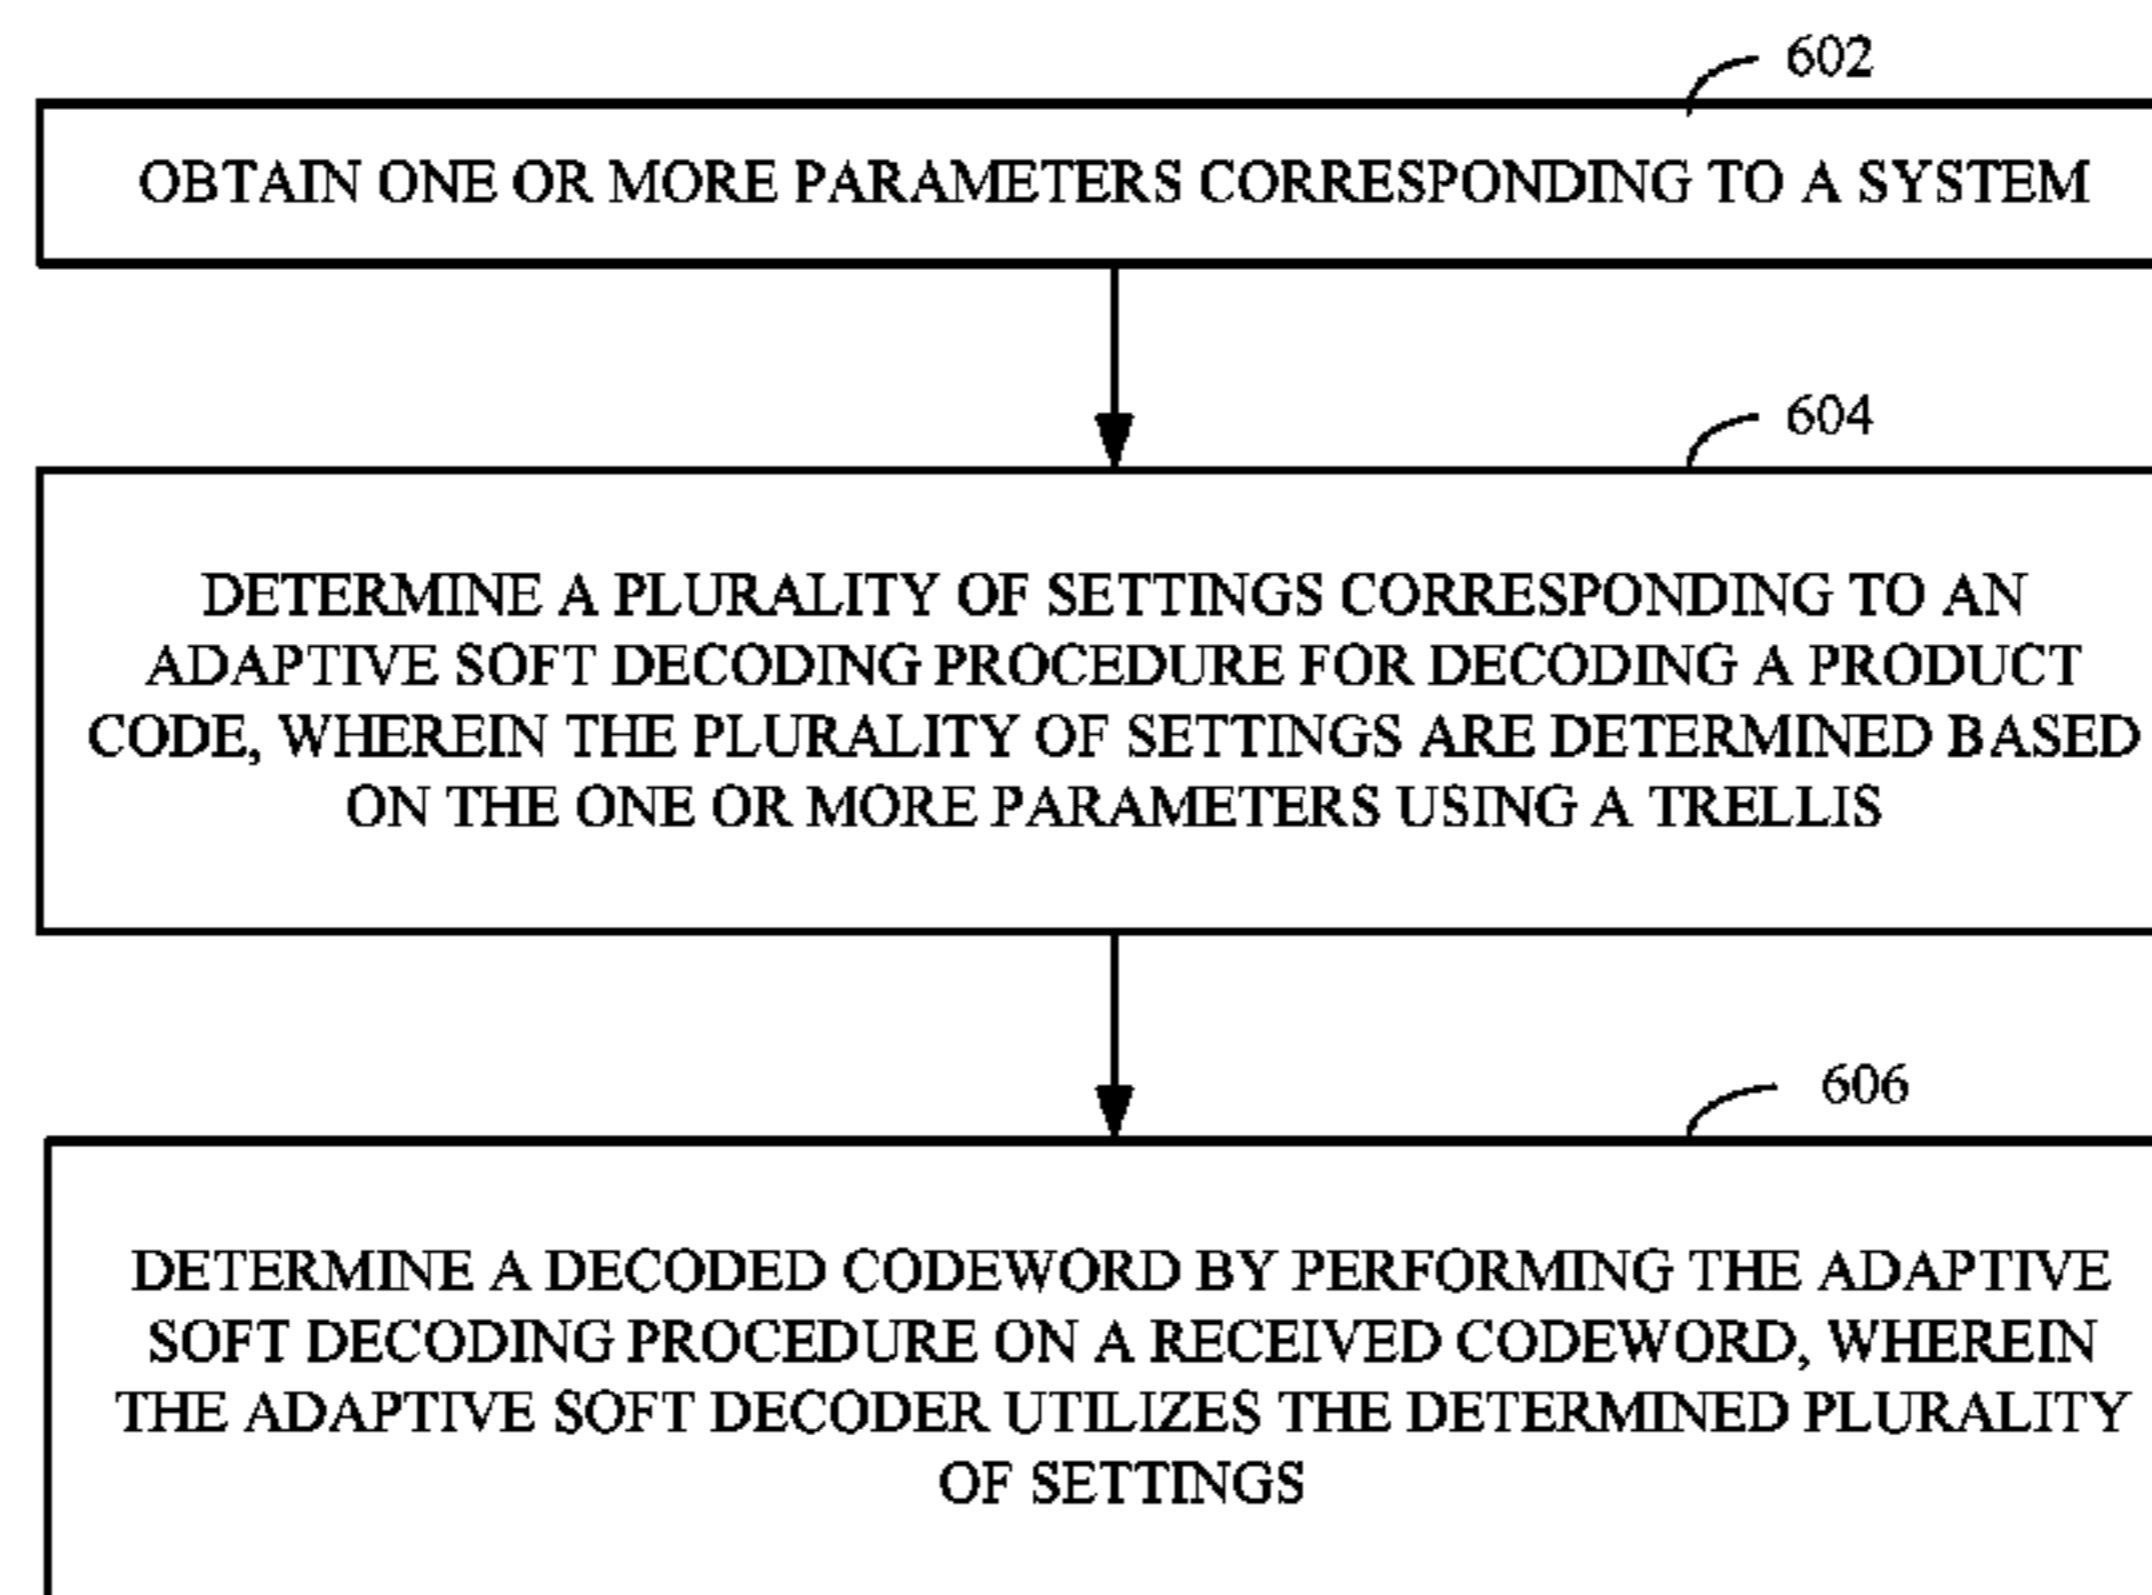 602
OBTAIN ONE OR MORE PARAMETERS CORRESPONDING TO A SYSTEM
604
DETERMINE A PLURALITY OF SETTINGS CORRESPONDING TO AN
ADAPTIVE SOFT DECODING PROCEDURE FOR DECODING A PRODUCT
CODE, WHEREIN THE PLURALITY OF SETTINGS ARE DETERMINED BASED
ON THE ONE OR MORE PARAMETERS USING A TRELLIS
606
DETERMINE A DECODED CODEWORD BY PERFORMING THE ADAPTIVE
SOFT DECODING PROCEDURE ON A RECEIVED CODEWORD, WHEREIN
THE ADAPTIVE SOFT DECODER UTILIZES THE DETERMINED PLURALITY
OF SETTINGS